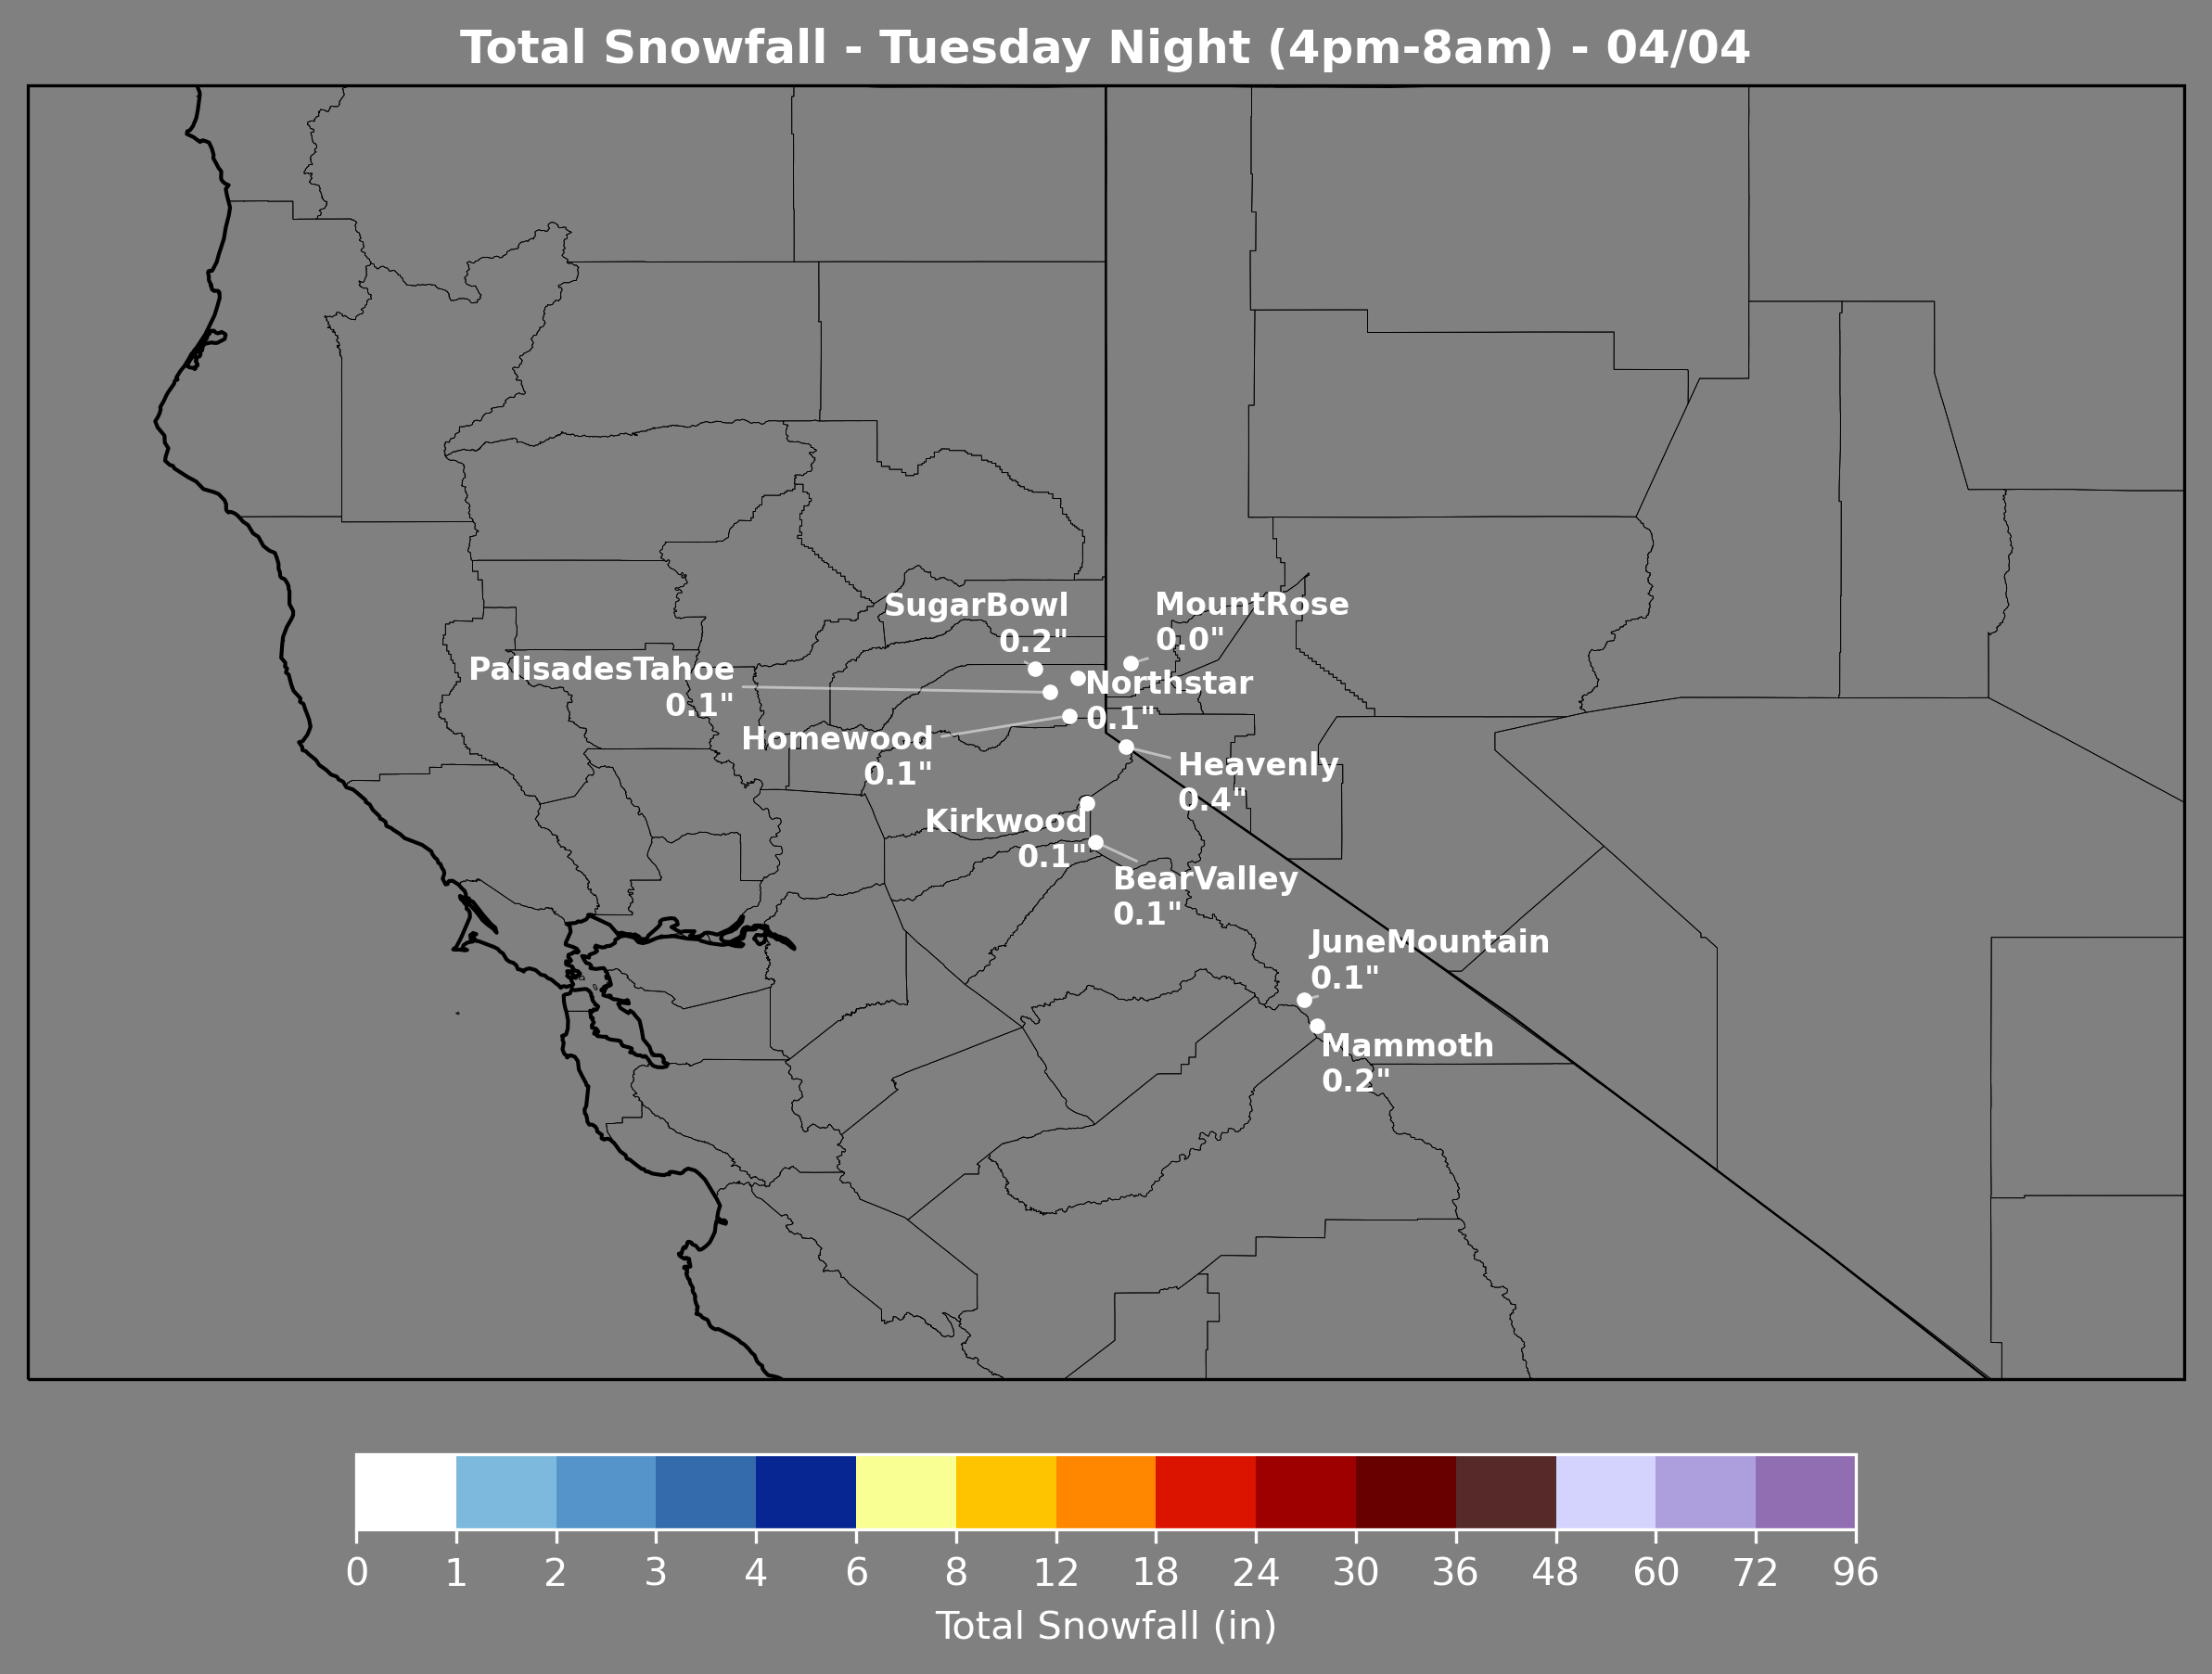 Total Snowfall - Tuesday Night (4pm-8am) - 04/04
SugarBowl
0.2"
MountRose
0.0"
PalisadesTahoe
0.1"
Northstar
0.1"
Homewood
0.1"
Heavenly
0.4"
Kirkwood
0.1"
BearValley
0.1"
JuneMountain
0.1"
Mammoth
0.2"
0 1 2 3 4 6 8 12 18 24 30 36 48 60 72 96
Total Snowfall (in)